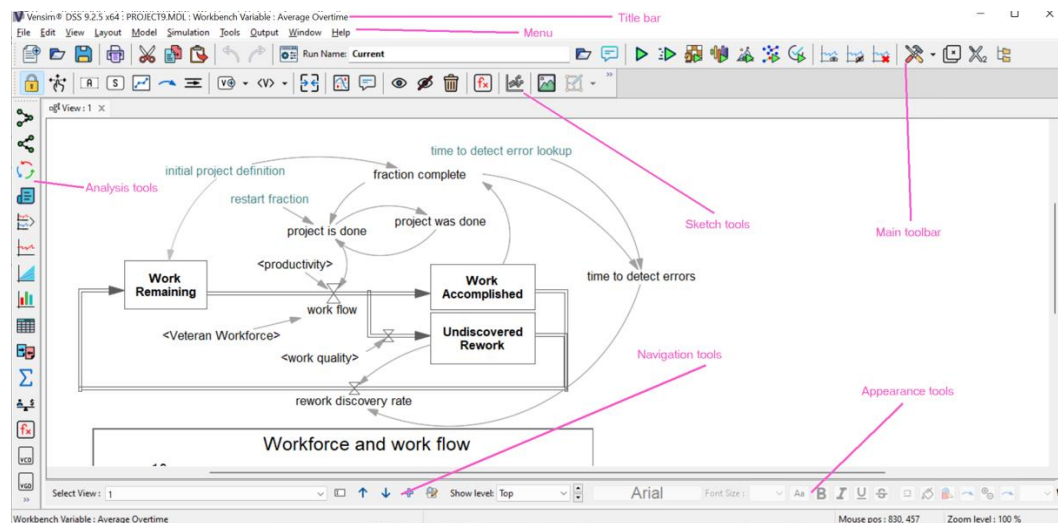 Vensim® DSS 9.2.5 x64 : PROJECT9.MDL : Workbench Variable : Average Overtime
Title bar
File Edit View Layout Model Simulation Tools Output Window Help
Menu
Run Name: Current
View : 1 X
Analysis tools
Sketch tools
Main toolbar
time to detect error lookup
initial project definition
fraction complete
restart fraction
project was done
project is done
<productivity>
time to detect errors
Work
Remaining
Work
Accomplished
work flow
<Veteran Workforce>
Undiscovered
Rework
<work quality>
Navigation tools
rework discovery rate
Appearance tools
Workforce and work flow
Select View : 1
Show level: Top
Arial
Font Size :
Aa B I U S
Workbench Variable : Average Overtime
Mouse pos : 830, 457
Zoom level : 100 %